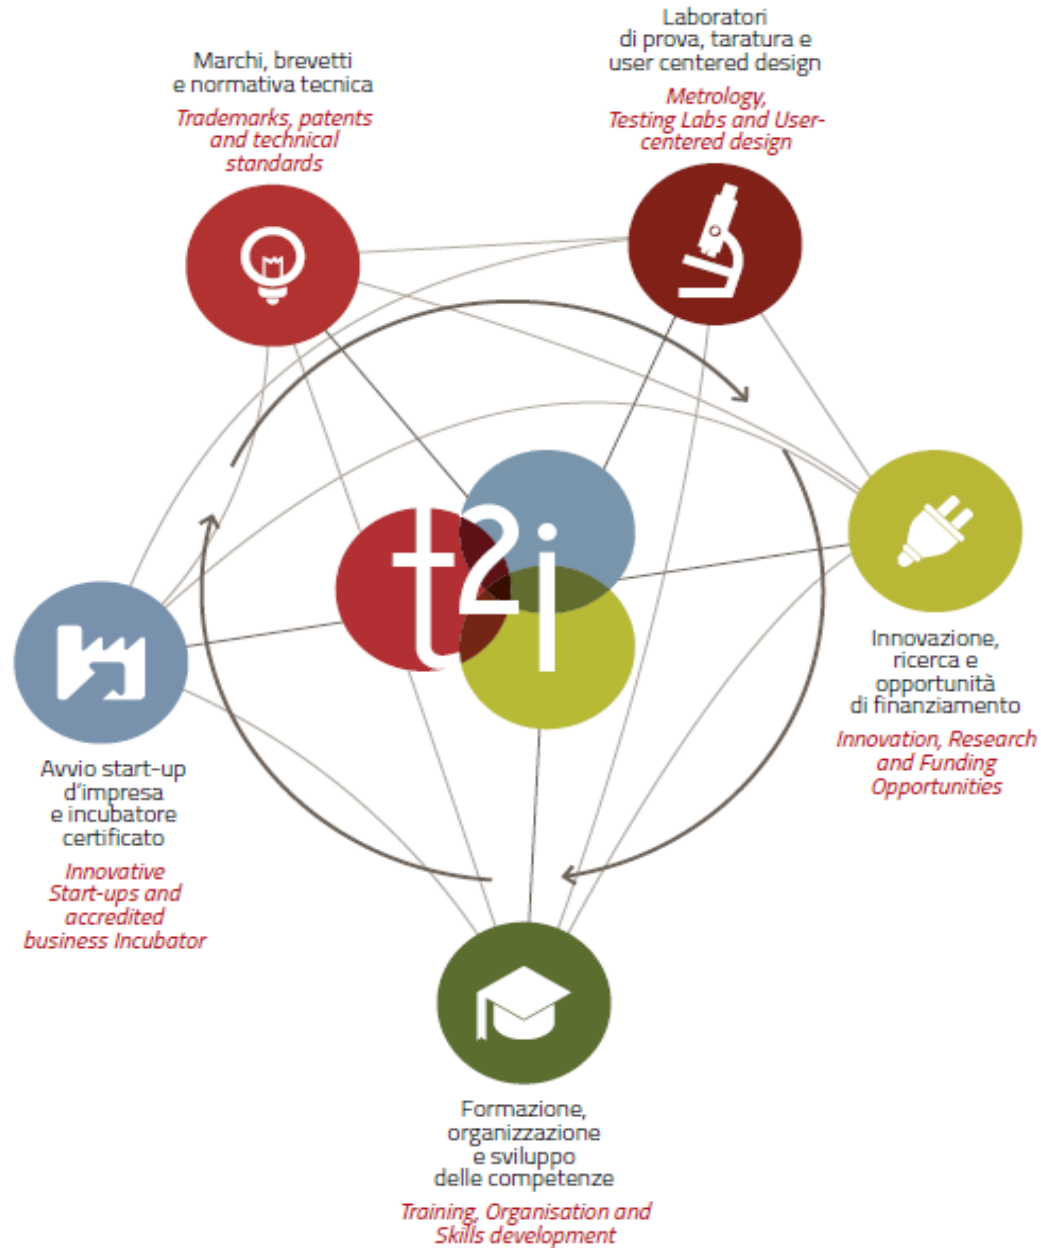 Laboratori
di prova, taratura e
user centered design
Metrology,
Testing Labs and User-
centered design
Marchi, brevetti
e normativa tecnica
Trademarks, patents
and technical
standards
t2i
Innovazione,
ricerca e
opportunità
di finanziamento
Innovation, Research
and Funding
Opportunities
Avvio start-up
d'impresa
e incubatore
certificato
Innovative
Start-ups and
accredited
business Incubator
Formazione,
organizzazione
e sviluppo
delle competenze
Training, Organisation and
Skills development